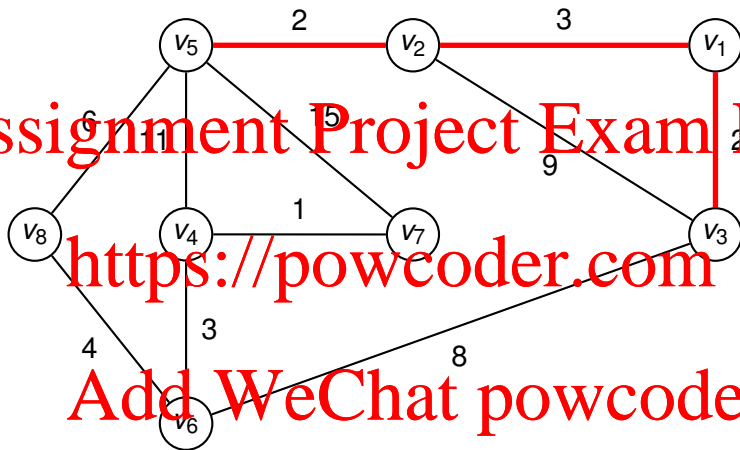 2
3
v5
v2
v1
6
11
15
9
2
Assignment Project Exam
1
v8
v4
v7
v3
https://powcoder.com
4
3
8
Add WeChat powcode
v6